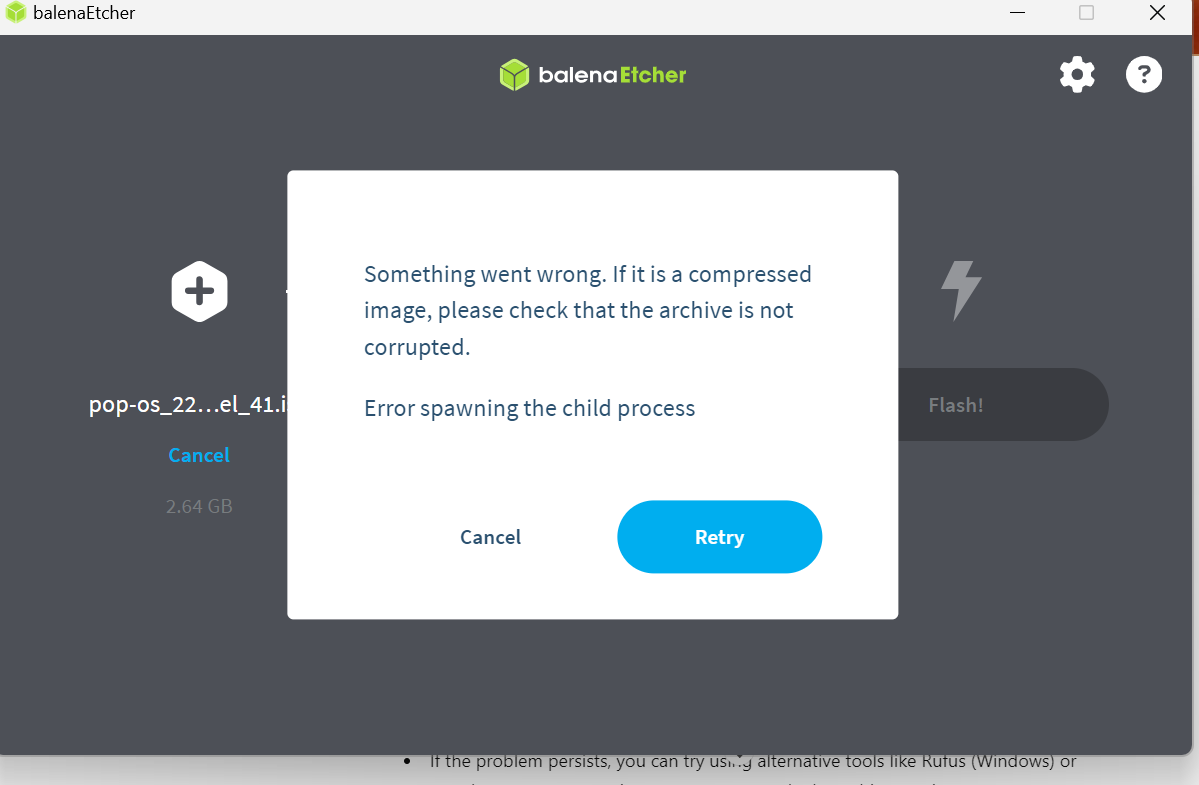 balenaEtcher
balenaEtcher
?
Something went wrong. If it is a compressed
image, please check that the archive is not
corrupted.
Error spawning the child process
pop-os_22...el_41.i
Flash!
Cancel
2.64 GB
Cancel
Retry
• If the problem persists, you can try using alternative tools like Rufus (Windows) or